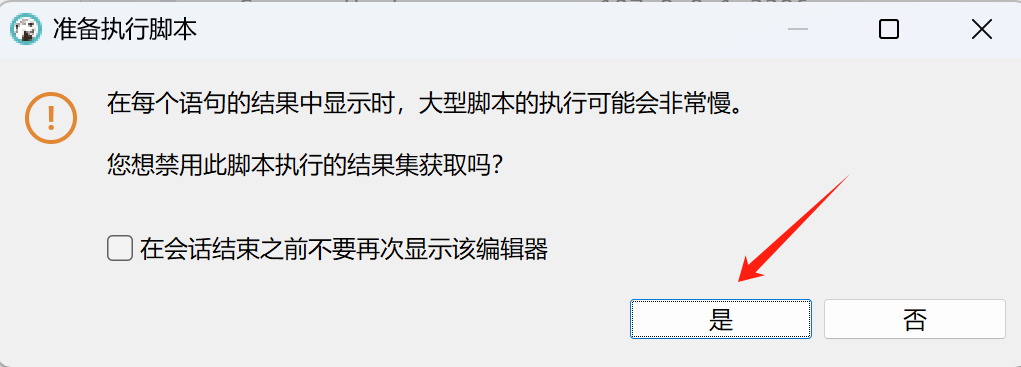 准备执行脚本
在每个语句的结果中显示时，大型脚本的执行可能会非常慢。
您想禁用此脚本执行的结果集获取吗?
在会话结束之前不要再次显示该编辑器
是
否